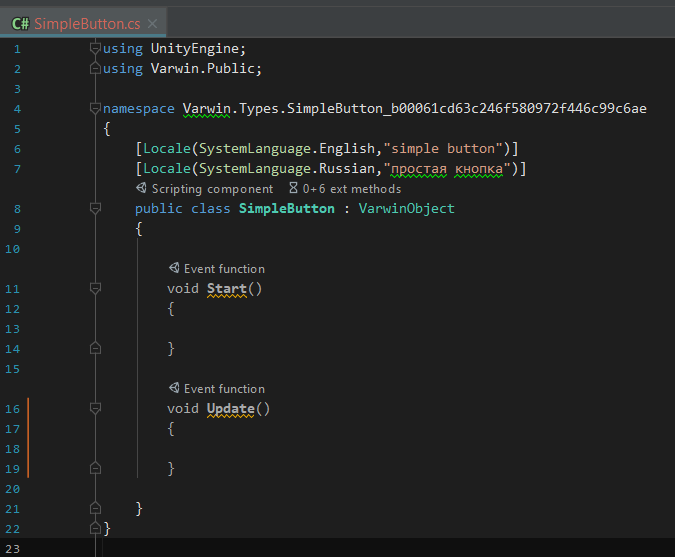 C# SimpleButton.cs ×
1 using UnityEngine;
2 using Varwin.Public;
3
4 namespace Varwin.Types.SimpleButton_b00061cd63c246f580972f446c99c6ae
5 {
6 [Locale(SystemLanguage.English,"simple button")]
7 [Locale(SystemLanguage.Russian,"простая кнопка")]
Scripting component 0+6 ext methods
8 public class SimpleButton : VarwinObject
9 {
10
Event function
11 void Start()
12 {
13
14 }
15
Event function
16 void Update()
17 {
18
19 }
20
21 }
22 }
23